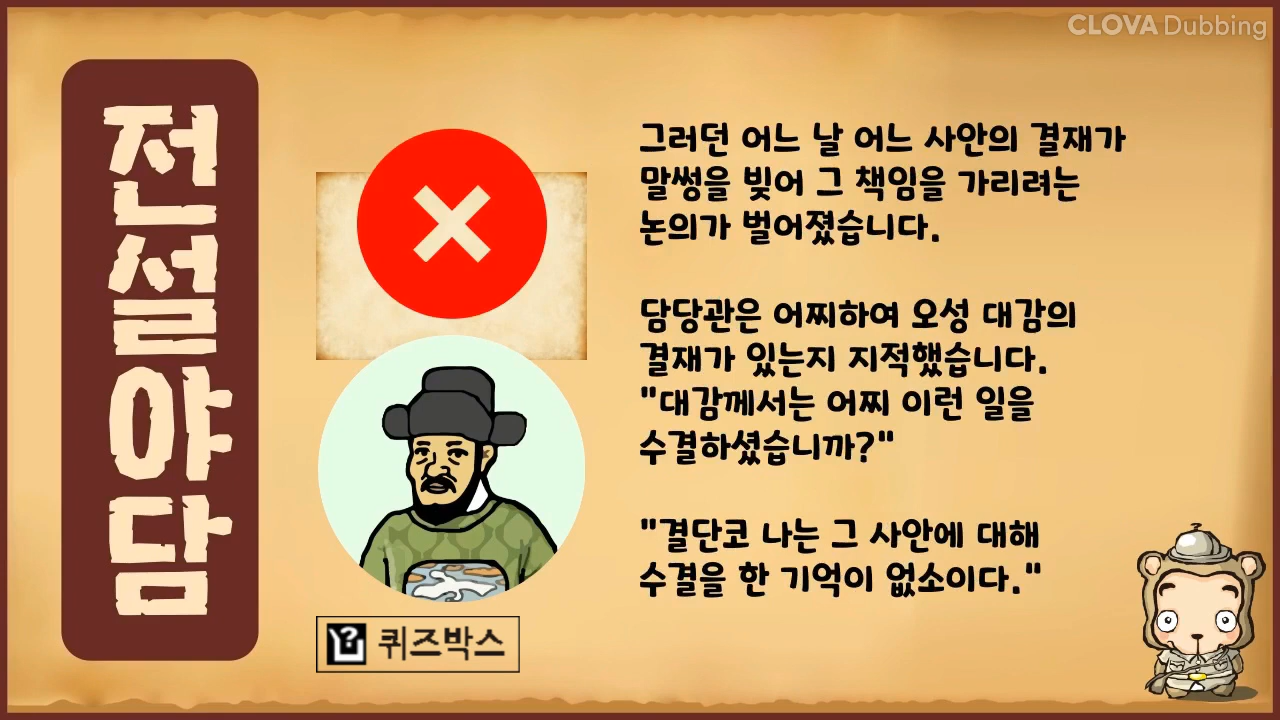 CLOVA Dubbing
전설야담
그러던 어느 날 어느 사안의 결재가
말썽을 빚어 그 책임을 가리려는
논의가 벌어졌습니다.
담당관은 어찌하여 오성 대감의
결재가 있는지 지적했습니다.
"대감께서는 어찌 이런 일을
수결하셨습니까?"
"결단코 나는 그 사안에 대해
수결을 한 기억이 없소이다."
퀴즈박스